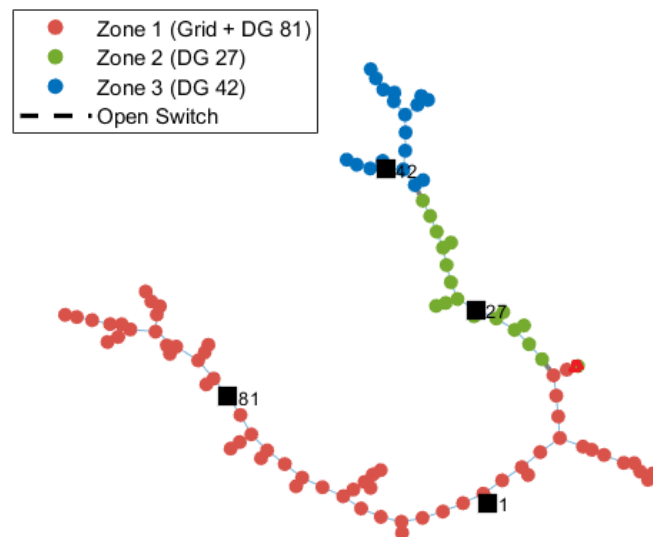 Zone 1 (Grid + DG 81)
Zone 2 (DG 27)
Zone 3 (DG 42)
Open Switch
42
27
81
1